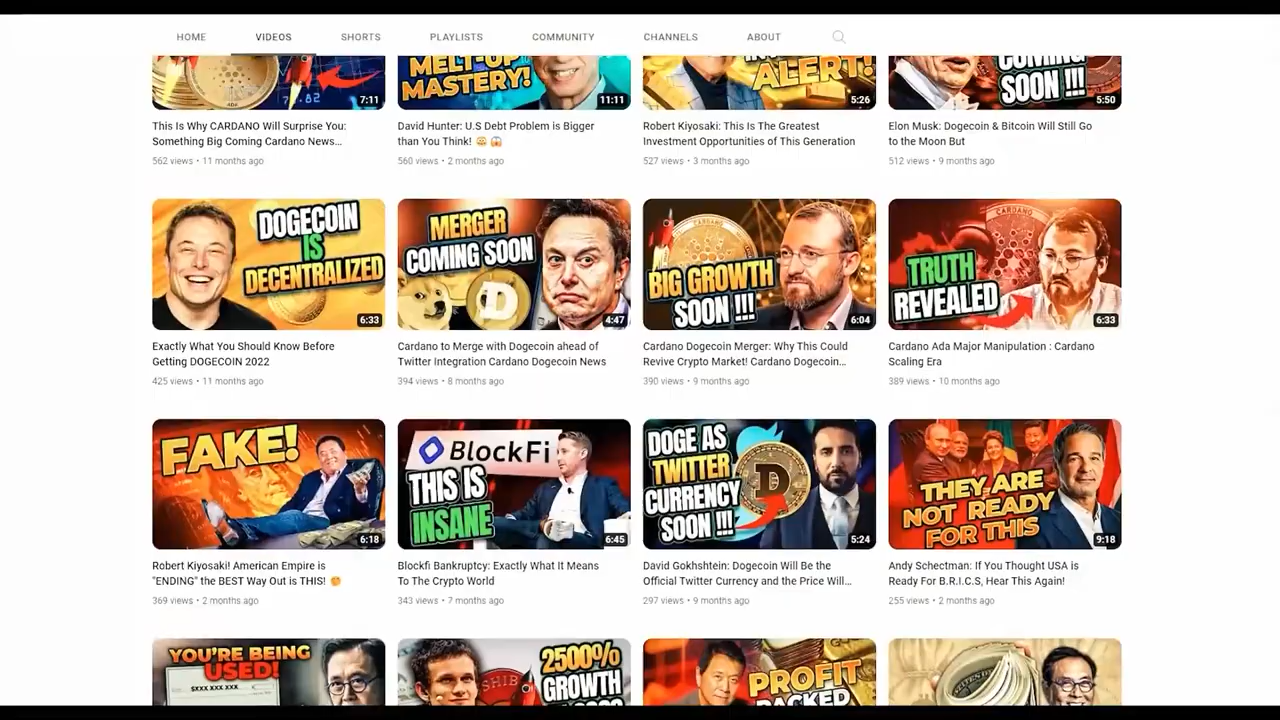 HOME VIDEOS SHORTS PLAYLISTS COMMUNITY CHANNELS ABOUT
7:11
MELT-UP
MASTERY!
11:11
ALERT!
5:26
COMING
SOON !!!
5:50
This Is Why CARDANO Will Surprise You:
Something Big Coming Cardano News...
562 views • 11 months ago
David Hunter: U.S Debt Problem is Bigger
than You Think! 🤯 😱
560 views • 2 months ago
Robert Kiyosaki: This Is The Greatest
Investment Opportunities of This Generation
527 views • 3 months ago
Elon Musk: Dogecoin & Bitcoin Will Still Go
to the Moon But
512 views • 9 months ago
DOGECOIN
IS
DECENTRALIZED
6:33
MERGER
COMING SOON
4:47
CARDANO
BIG GROWTH
SOON !!!
6:04
CARDANO
TRUTH
REVEALED
6:33
Exactly What You Should Know Before
Getting DOGECOIN 2022
425 views • 11 months ago
Cardano to Merge with Dogecoin ahead of
Twitter Integration Cardano Dogecoin News
394 views • 8 months ago
Cardano Dogecoin Merger: Why This Could
Revive Crypto Market! Cardano Dogecoin...
390 views • 9 months ago
Cardano Ada Major Manipulation : Cardano
Scaling Era
389 views • 10 months ago
FAKE!
6:18
BlockFi
THIS IS
INSANE
6:45
DOGE AS
TWITTER
CURRENCY
SOON !!!
5:24
THEY ARE
NOT READY
FOR THIS
9:18
Robert Kiyosaki! American Empire is
"ENDING" the BEST Way Out is THIS!
369 views • 2 months ago
Blockfi Bankruptcy: Exactly What It Means
To The Crypto World
343 views • 7 months ago
David Gokhshtein: Dogecoin Will Be the
Official Twitter Currency and the Price Will...
297 views • 9 months ago
Andy Schectman: If You Thought USA is
Ready For B.R.I.C.S, Hear This Again!
255 views • 2 months ago
YOU'RE BEING
USED!
$XXX XXX XXX
SHIB
2500%
GROWTH
PROFIT
PACKED